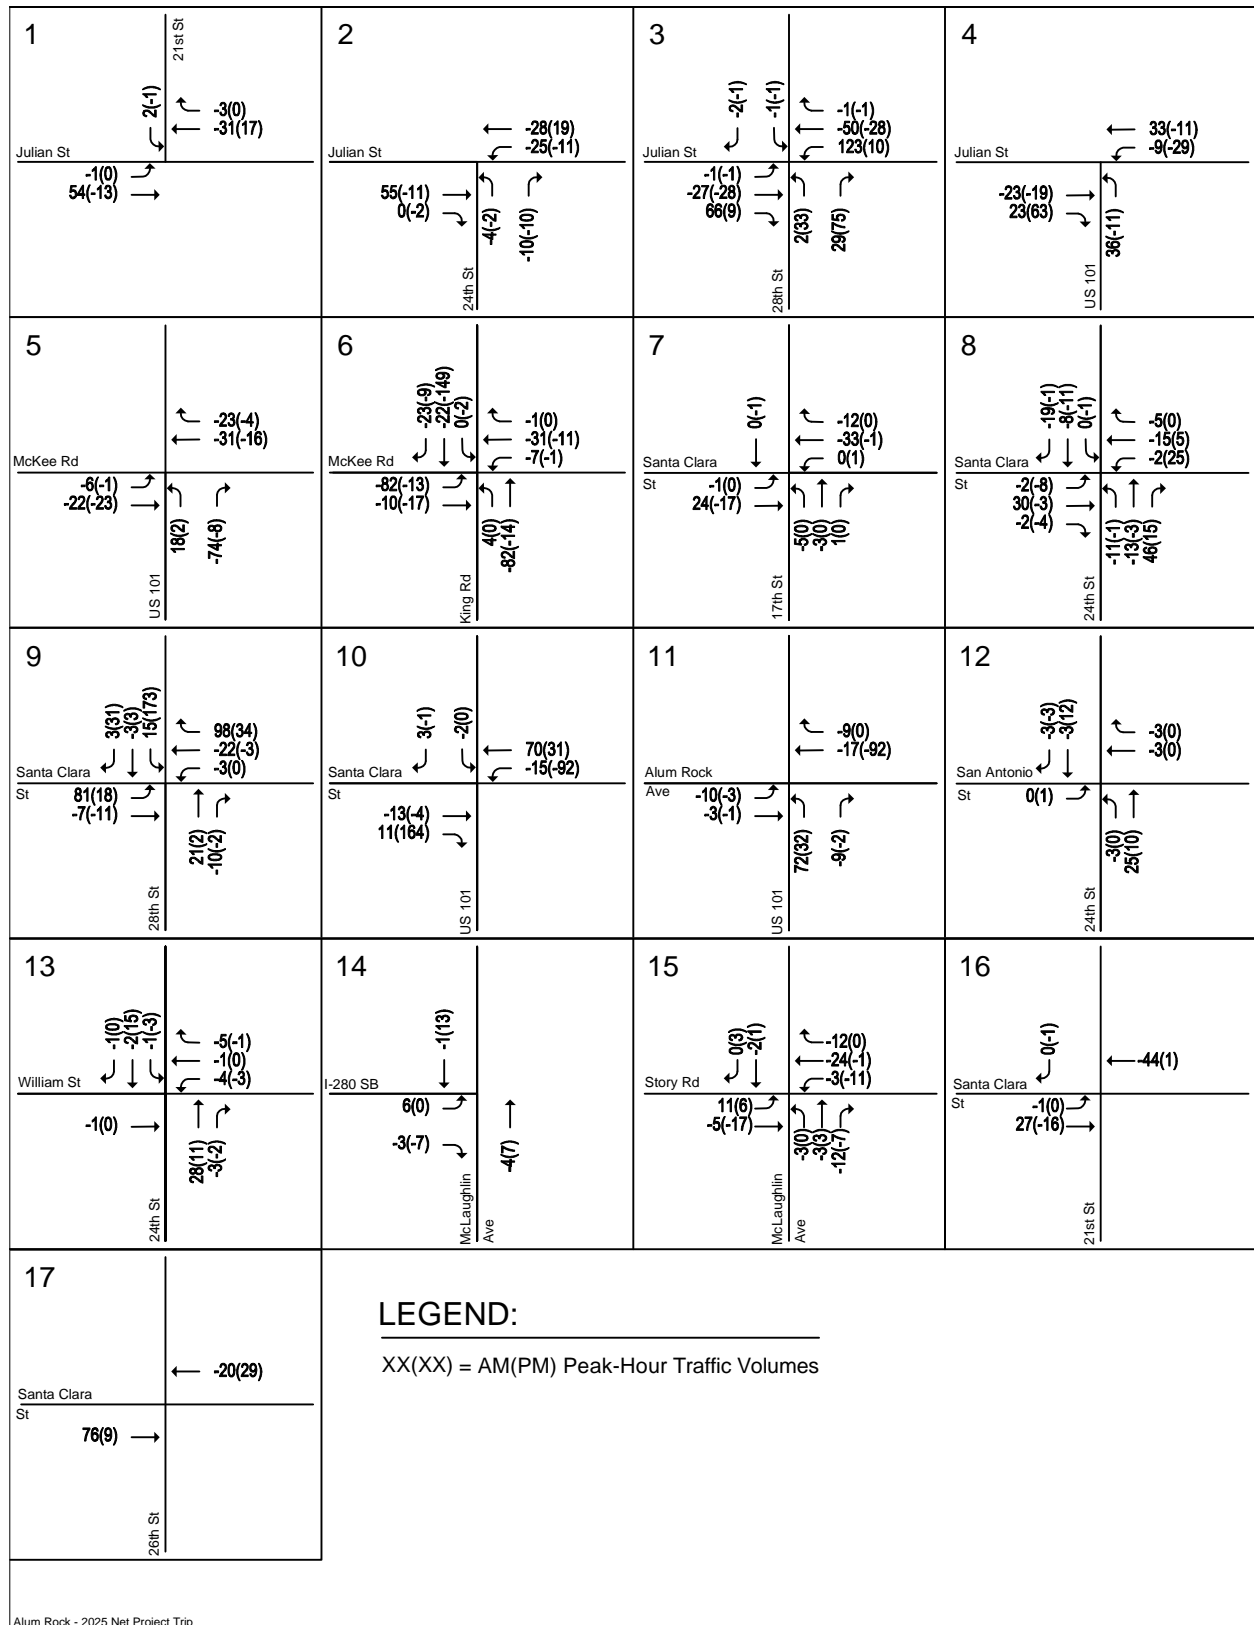 1
21st St
2(-1)
-3(0)
-31(17)
Julian St
-1(0)
54(-13)
2
-28(19)
-25(-11)
Julian St
55(-11)
0(-2)
-4(-2)
-10(-10)
24th St
3
-2(-1)
-1(-1)
-1(-1)
-50(-28)
123(10)
Julian St
-1(-1)
-27(-28)
66(9)
2(33)
29(75)
28th St
4
33(-11)
-9(-29)
Julian St
-23(-19)
23(63)
36(-11)
US 101
5
-23(-4)
-31(-16)
McKee Rd
-6(-1)
-22(-23)
18(2)
-74(-8)
US 101
6
-23(-9)
-22(-149)
0(-2)
-1(0)
-31(-11)
-7(-1)
McKee Rd
-82(-13)
-10(-17)
4(0)
-82(-14)
King Rd
7
0(-1)
-12(0)
-33(-1)
0(1)
Santa Clara
St
-1(0)
24(-17)
-5(0)
-3(0)
1(0)
17th St
8
-19(-1)
-8(-11)
0(-1)
-5(0)
-15(5)
-2(25)
Santa Clara
St
-2(-8)
30(-3)
-2(-4)
-11(-1)
-13(-3)
46(15)
24th St
9
3(31)
-3(3)
15(173)
98(34)
-22(-3)
-3(0)
Santa Clara
St
81(18)
-7(-11)
21(2)
-10(-2)
28th St
10
3(-1)
-2(0)
70(31)
-15(-92)
Santa Clara
St
-13(-4)
11(164)
US 101
11
-9(0)
-17(-92)
Alum Rock
Ave
-10(-3)
-3(-1)
72(32)
-9(-2)
US 101
12
-3(-3)
-3(12)
-3(0)
-3(0)
San Antonio
St
0(1)
-3(0)
25(10)
24th St
13
-1(0)
-2(15)
-1(-3)
-5(-1)
-1(0)
-4(-3)
William St
-1(0)
28(11)
-3(-2)
24th St
14
-1(13)
I-280 SB
6(0)
-3(-7)
-4(7)
McLaughlin
Ave
15
0(3)
-2(1)
-12(0)
-24(-1)
-3(-11)
Story Rd
11(6)
-5(-17)
-3(0)
-3(3)
-12(-7)
McLaughlin
Ave
16
0(-1)
-44(1)
Santa Clara
St
-1(0)
27(-16)
21st St
17
-20(29)
Santa Clara
St
76(9)
26th St
LEGEND:
XX(XX) = AM(PM) Peak-Hour Traffic Volumes
Alum Rock - 2025 Net Project Trip